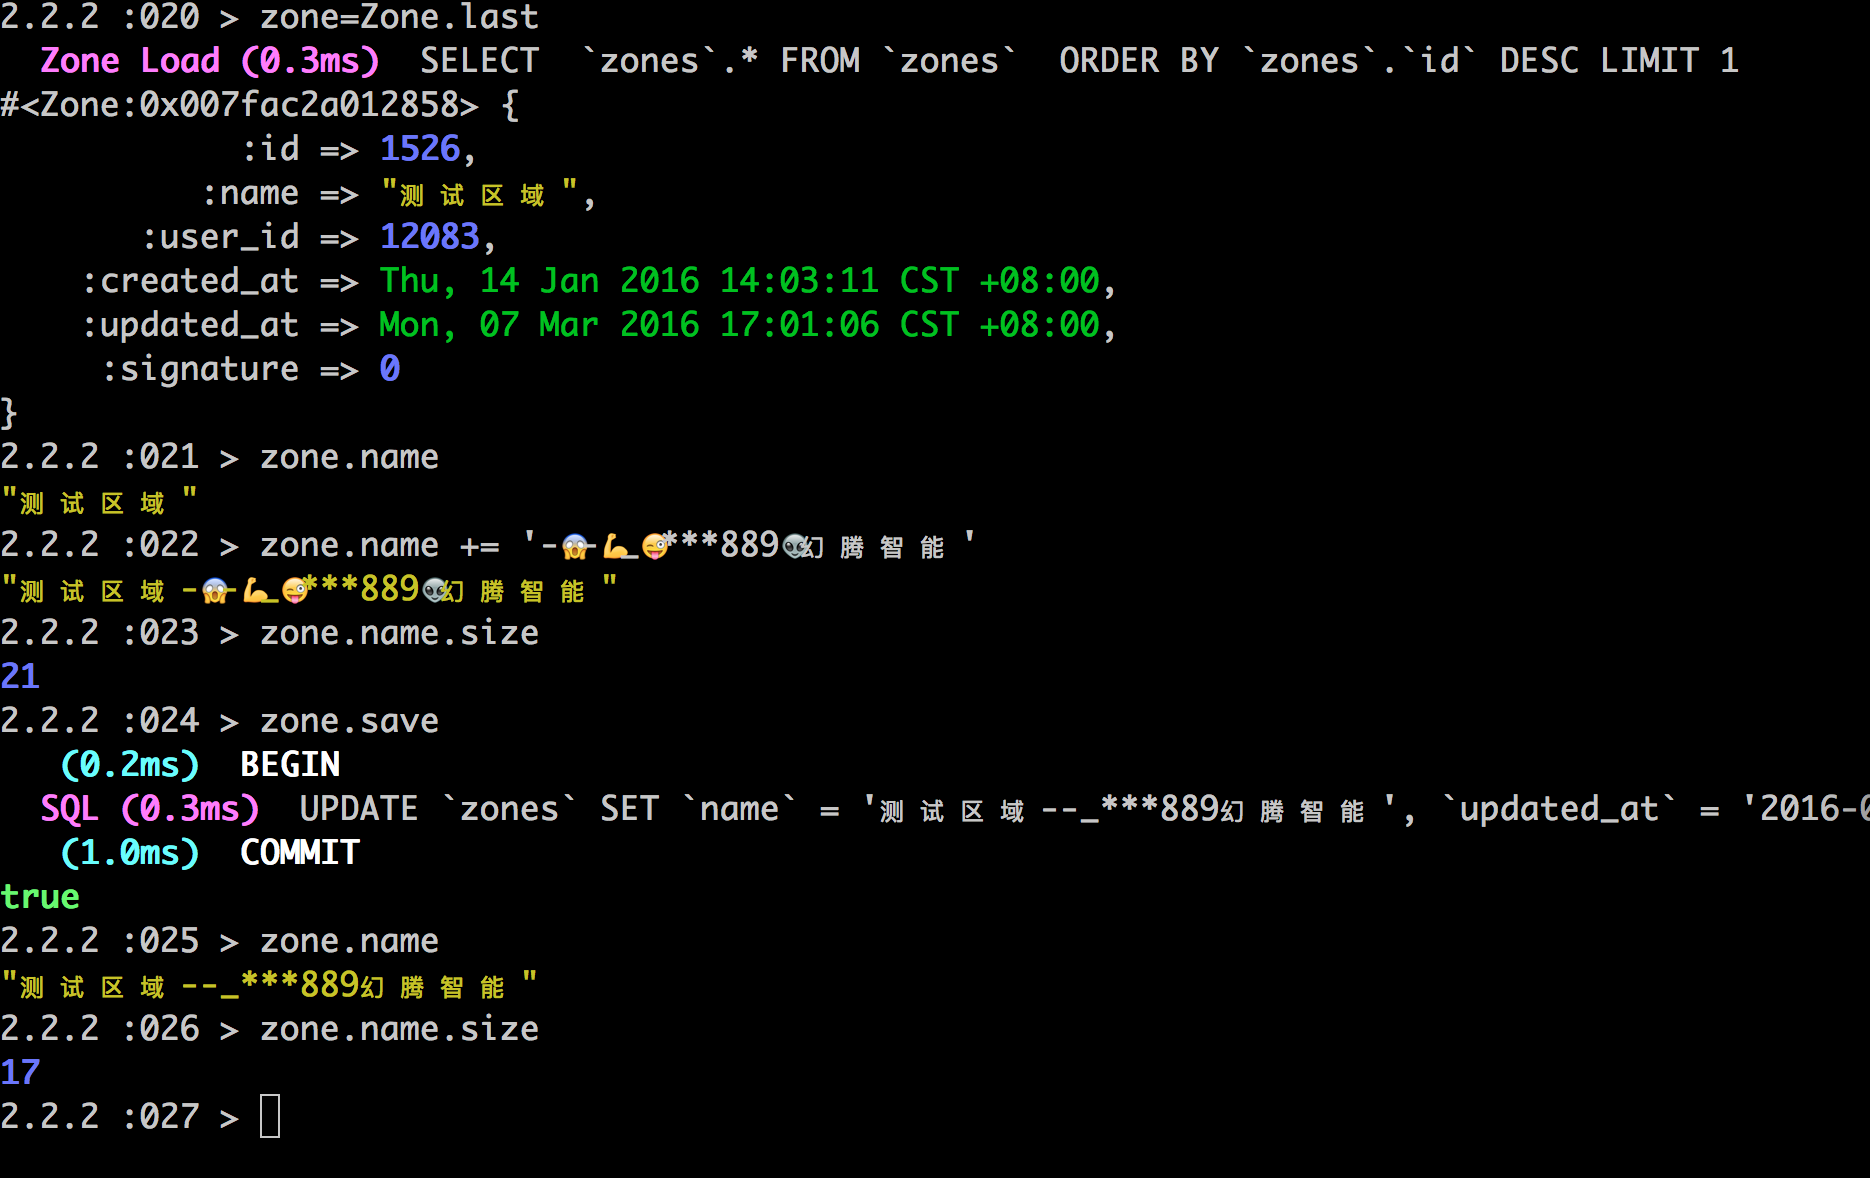 2.2.2 :020 > zone=Zone.last
  Zone Load (0.3ms)  SELECT  `zones`.* FROM `zones`  ORDER BY `zones`.`id` DESC LIMIT 1
#<Zone:0x007fac2a012858> {
            :id => 1526,
          :name => "测试区域",
       :user_id => 12083,
    :created_at => Thu, 14 Jan 2016 14:03:11 CST +08:00,
    :updated_at => Mon, 07 Mar 2016 17:01:06 CST +08:00,
     :signature => 0
}
2.2.2 :021 > zone.name
"测试区域"
2.2.2 :022 > zone.name += '-😱-💪_😜***889👽幻腾智能'
"测试区域-😱-💪_😜***889👽幻腾智能"
2.2.2 :023 > zone.name.size
21
2.2.2 :024 > zone.save
   (0.2ms)  BEGIN
  SQL (0.3ms)  UPDATE `zones` SET `name` = '测试区域--_***889幻腾智能', `updated_at` = '2016-0
   (1.0ms)  COMMIT
true
2.2.2 :025 > zone.name
"测试区域--_***889幻腾智能"
2.2.2 :026 > zone.name.size
17
2.2.2 :027 >